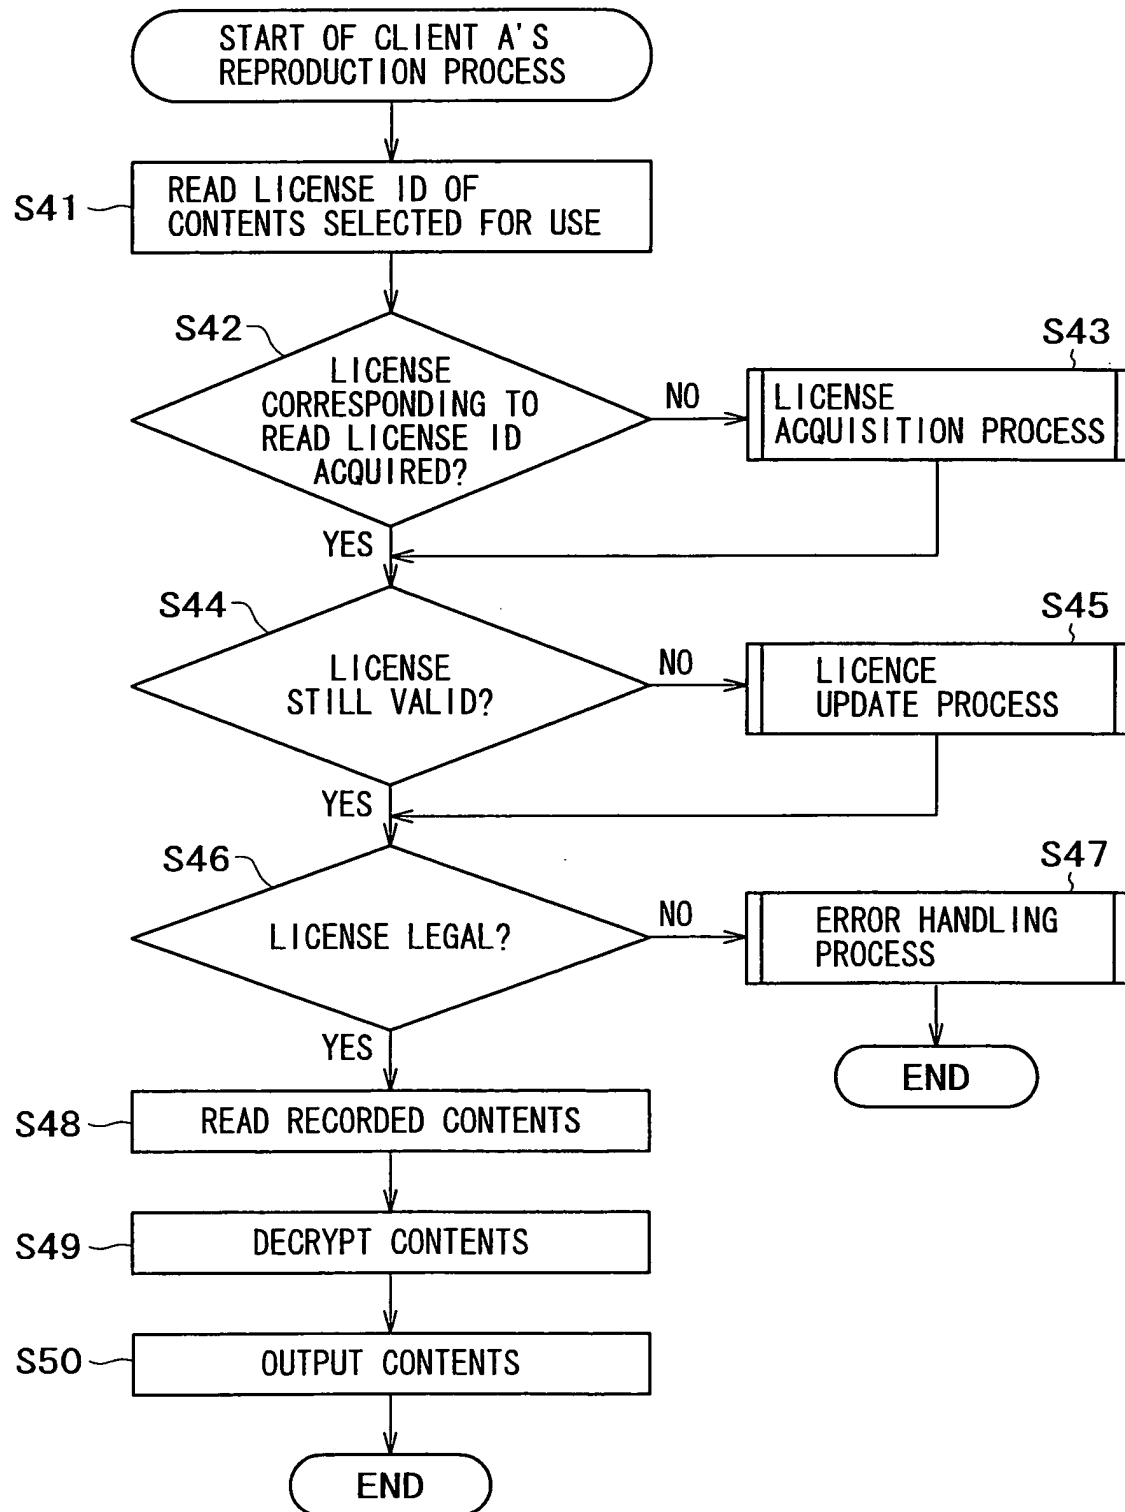 START OF CLIENT A'S
REPRODUCTION PROCESS
S41
READ LICENSE ID OF
CONTENTS SELECTED FOR USE
S42
LICENSE
CORRESPONDING TO
READ LICENSE ID
ACQUIRED?
NO
S43
LICENSE
ACQUISITION PROCESS
YES
S44
LICENSE
STILL VALID?
NO
S45
LICENCE
UPDATE PROCESS
YES
S46
LICENSE LEGAL?
NO
S47
ERROR HANDLING
PROCESS
END
YES
S48
READ RECORDED CONTENTS
S49
DECRYPT CONTENTS
S50
OUTPUT CONTENTS
END